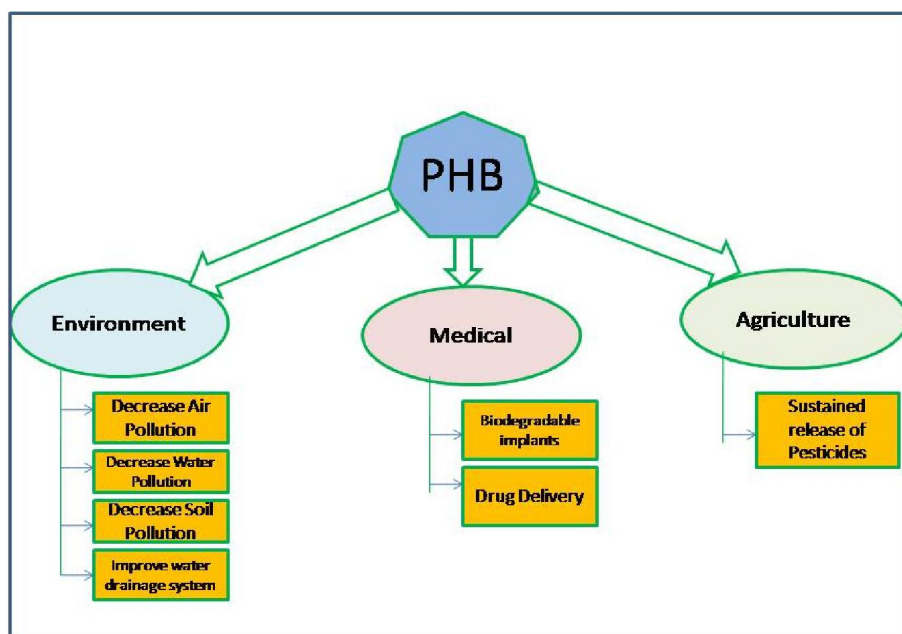 PHB
Environment
Medical
Agriculture
Decrease Air
Pollution
Decrease Water
Pollution
Decrease Soil
Pollution
Improve water
drainage system
Biodegradable
implants
Drug Delivery
Sustained
release of
Pesticides